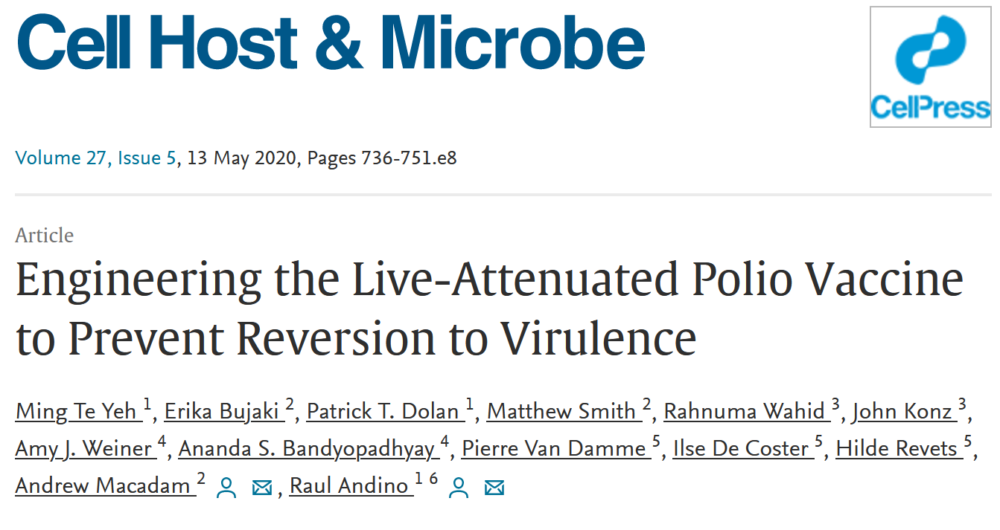 Cell Host & Microbe
CellPress
Volume 27, Issue 5, 13 May 2020, Pages 736-751.e8
Article
Engineering the Live-Attenuated Polio Vaccine
to Prevent Reversion to Virulence
Ming Te Yeh 1, Erika Bujaki 2, Patrick T. Dolan 1, Matthew Smith 2, Rahnuma Wahid 3, John Konz 3,
Amy J. Weiner 4, Ananda S. Bandyopadhyay 4, Pierre Van Damme 5, Ilse De Coster 5, Hilde Revets 5,
Andrew Macadam 2, Raul Andino 1 6